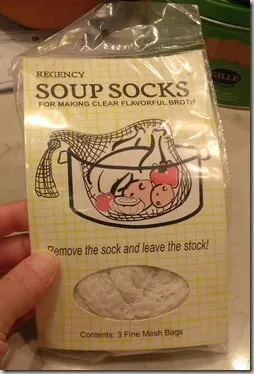 REGENCY
SOUP SOCKS
FOR MAKING CLEAR FLAVORFUL BROTH
Remove the sock and leave the stock!
Contents: 3 Fine Mesh Bags